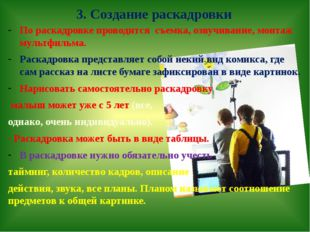 3. Создание раскадровки
- По раскадровке проводится съемка, озвучивание, монтаж
мультфильма.
- Раскадровка представляет собой некий вид комикса, где
сам рассказ на листе бумаге зафиксирован в виде картинок.
- Нарисовать самостоятельно раскадровку
малыш может уже с 5 лет (все,
однако, очень индивидуально).
- Раскадровка может быть в виде таблицы.
- В раскадровке нужно обязательно учесть
тайминг, количество кадров, описание
действия, звука, все планы. Планом называют соотношение
предметов к общей картинке.